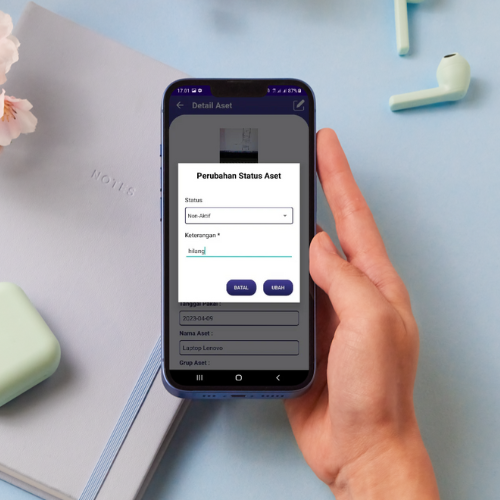 NOTES
17.01
87%
Detail Aset
Perubahan Status Aset
Status
Non-Aktif
Keterangan *
hilang
BATAL UBAH
Tanggal Pakai :
2023-04-09
Nama Aset :
Laptop Lenovo
Grup Aset :